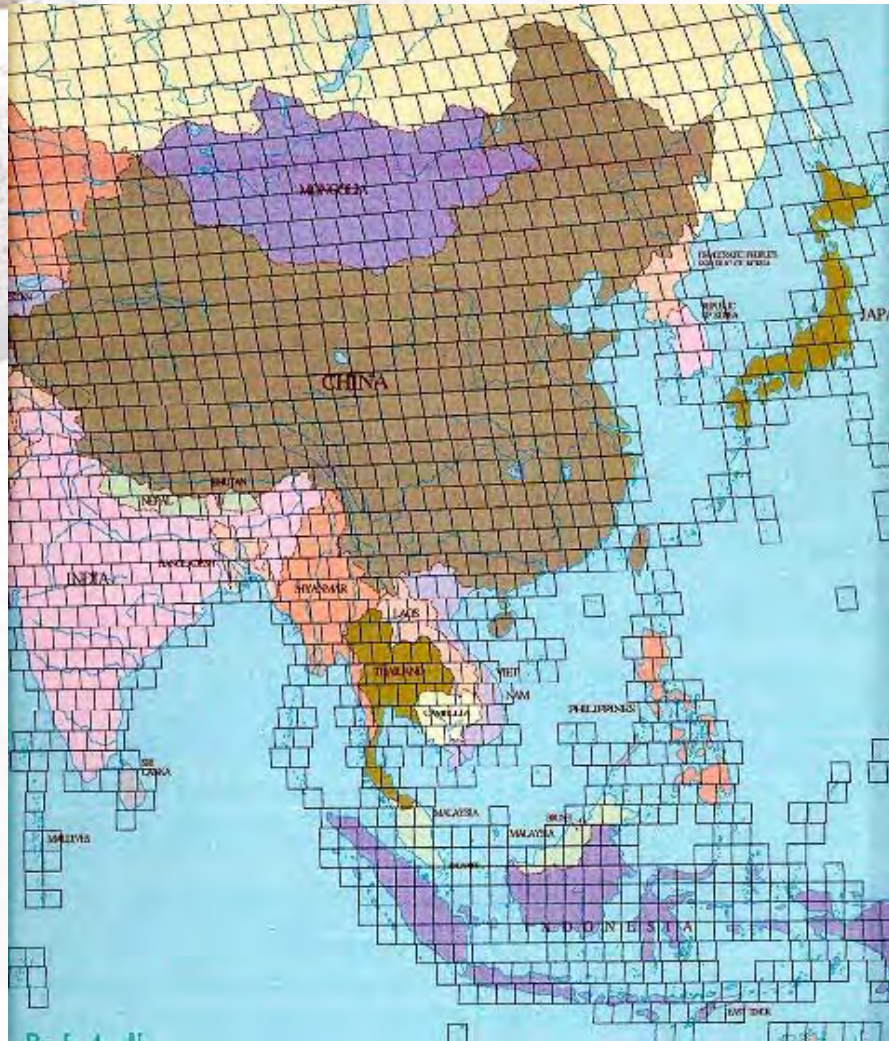 MONGOLIA
DEMOCRATIC PEOPLE'S
REPUBLIC OF KOREA
REPUBLIC
OF KOREA
JAPA
CHINA
BHUTAN
NEPAL
BANGLADESH
INDIA
MYANMAR
LAOS
THAILAND
VIET
NAM
CAMBODIA
PHILIPPINES
SRI
LANKA
MALDIVES
MALAYSIA
BRUNEI
MALAYSIA
INDONESIA
EAST TIMOR